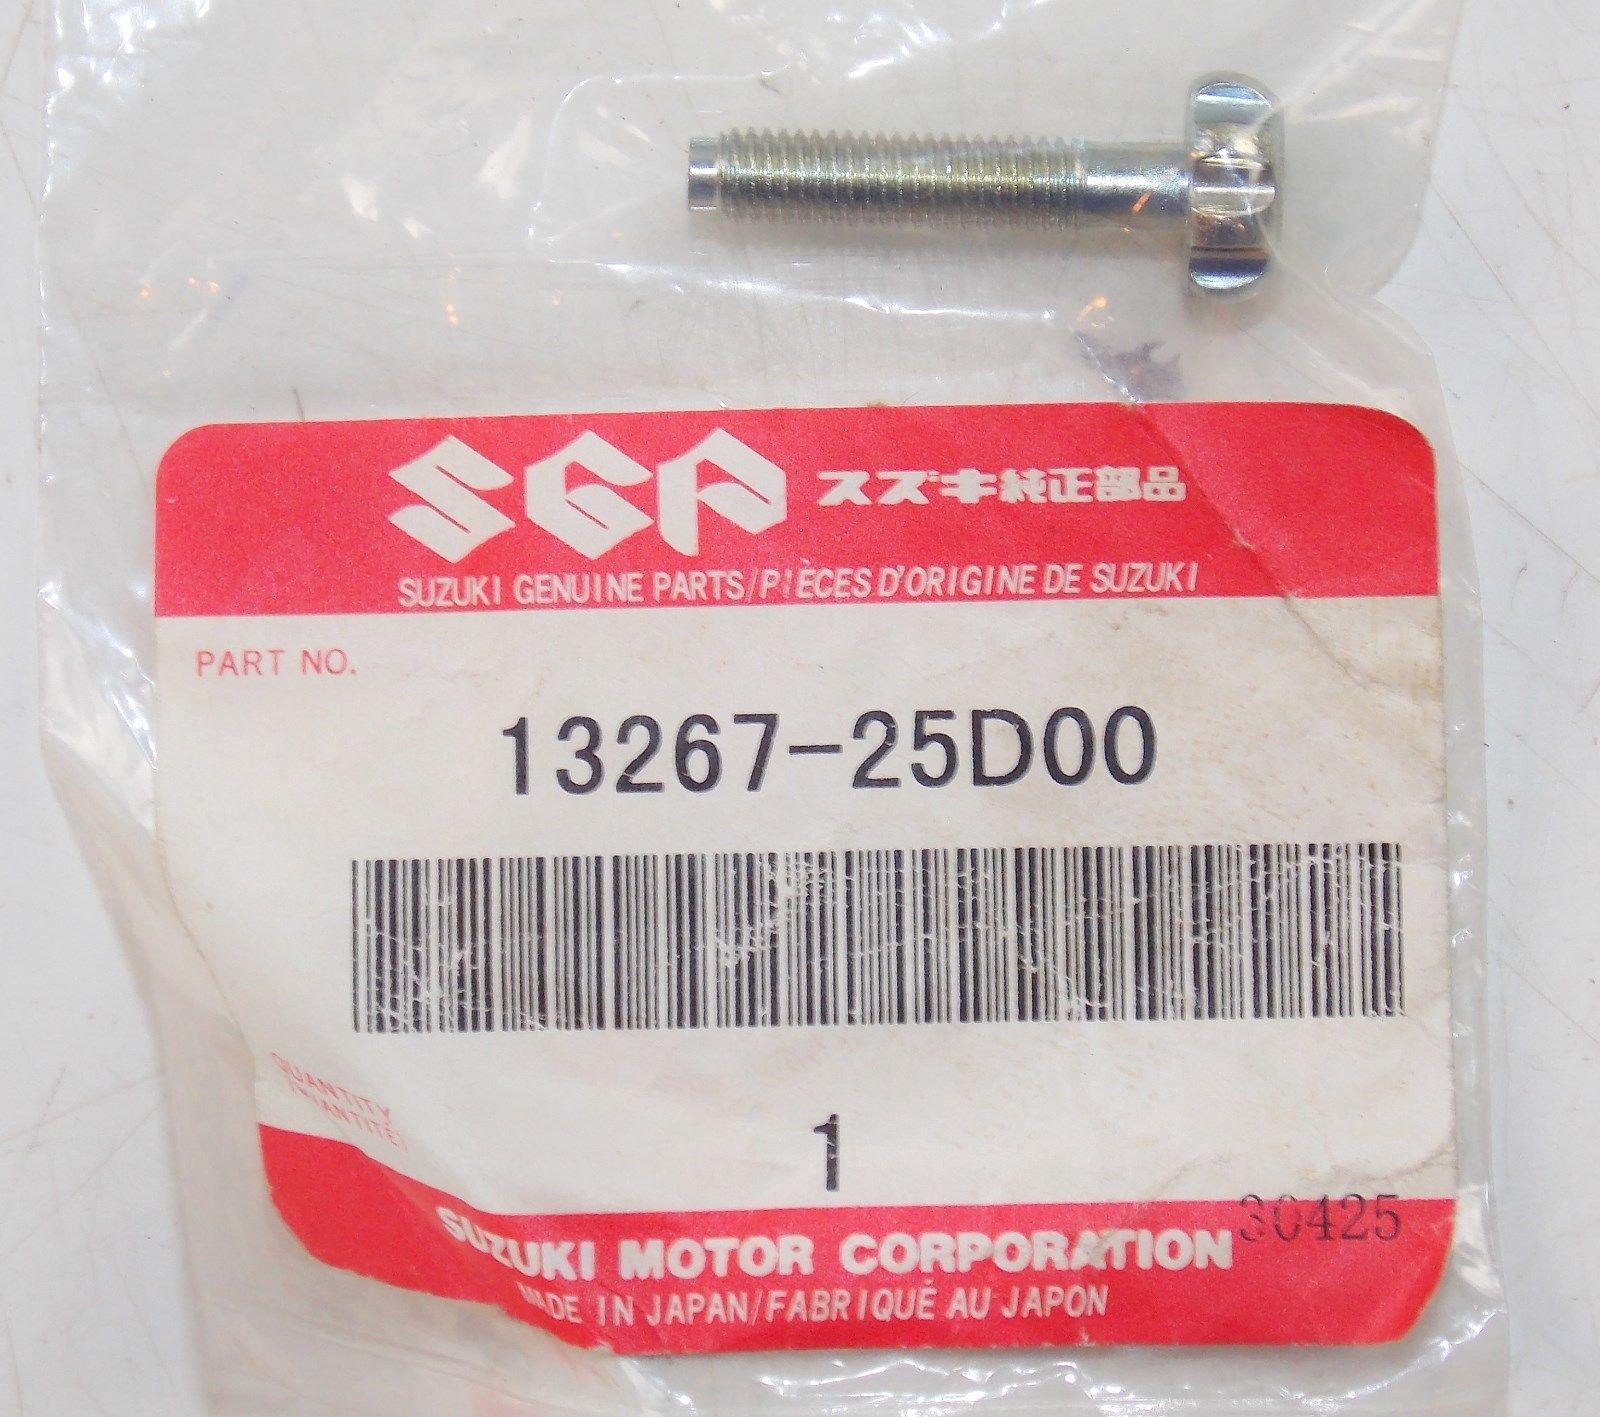 SGP スズキ純正部品
SUZUKI GENUINE PARTS/PIÈCES D'ORIGINE DE SUZUKI
PART NO.
13267-25D00
QUANTITY
(QUANTITÉ)
1
30425
SUZUKI MOTOR CORPORATION
MADE IN JAPAN/FABRIQUÉ AU JAPON